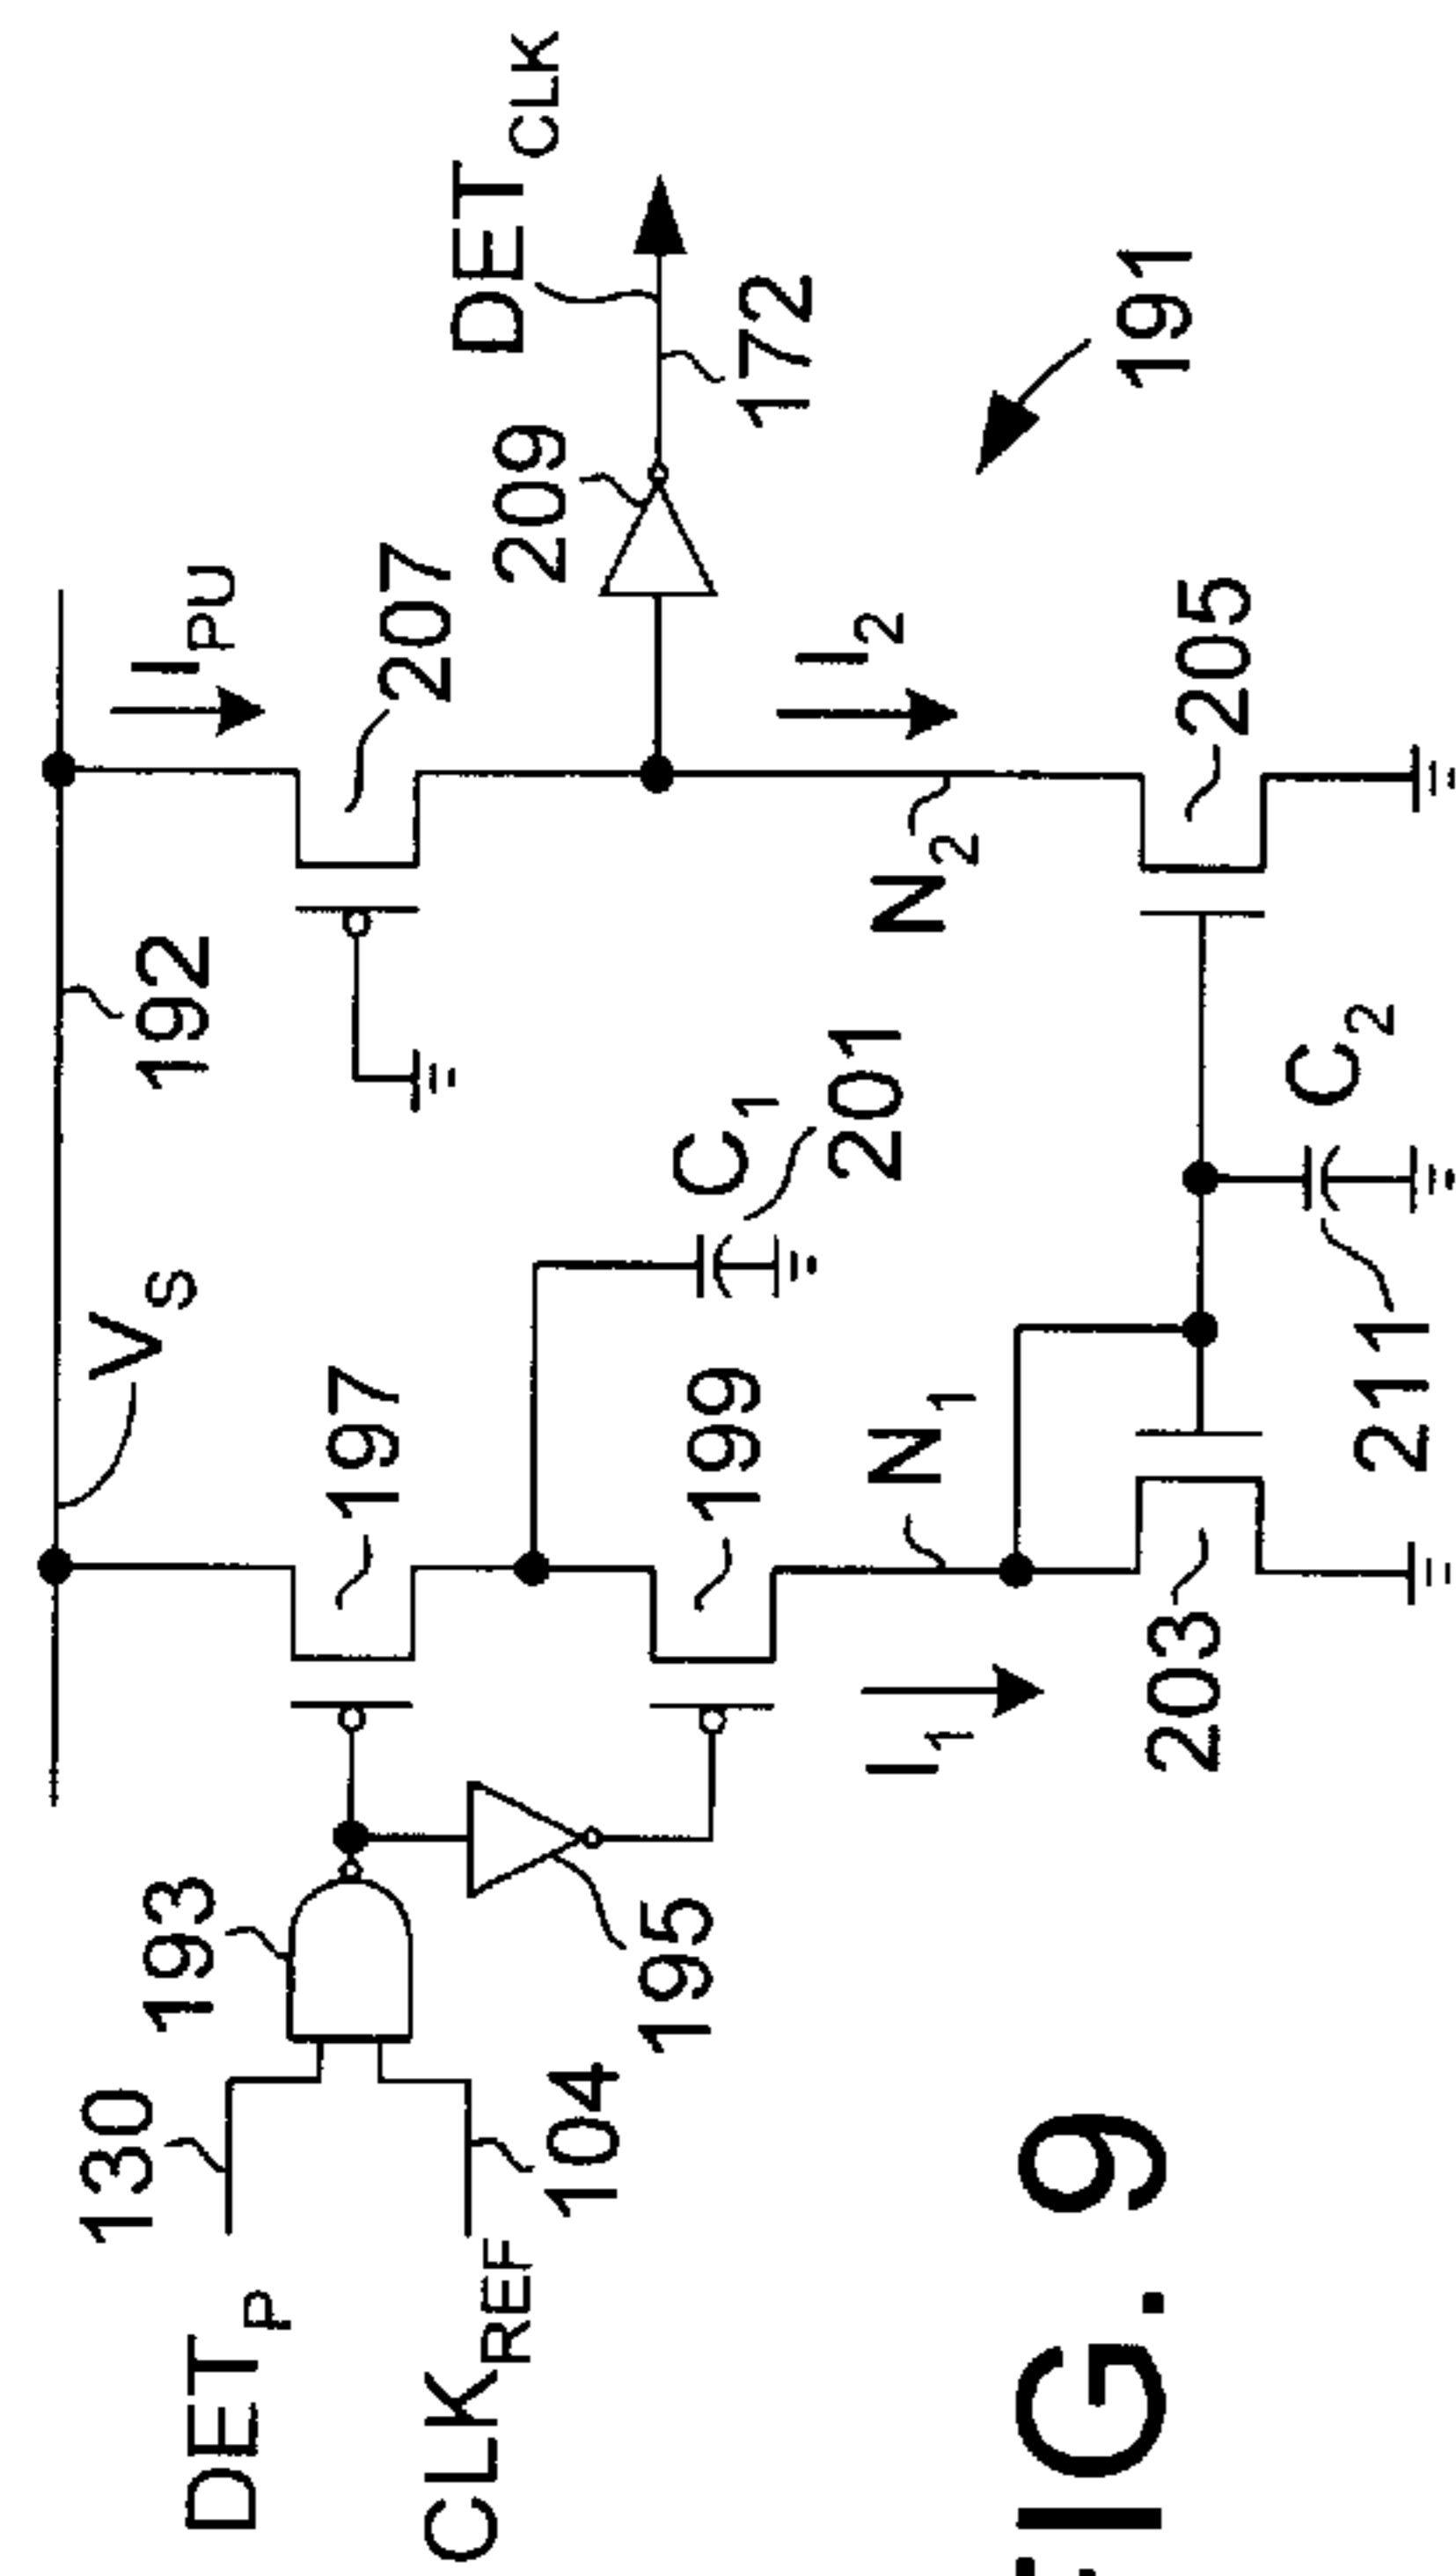 192
V_S
I_PU
197
207
193
130
DET_P
CLK_REF
104
195
199
C_1
201
209
DET_CLK
172
I_1
N_1
N_2
I_2
203
211
C_2
205
191
FIG. 9